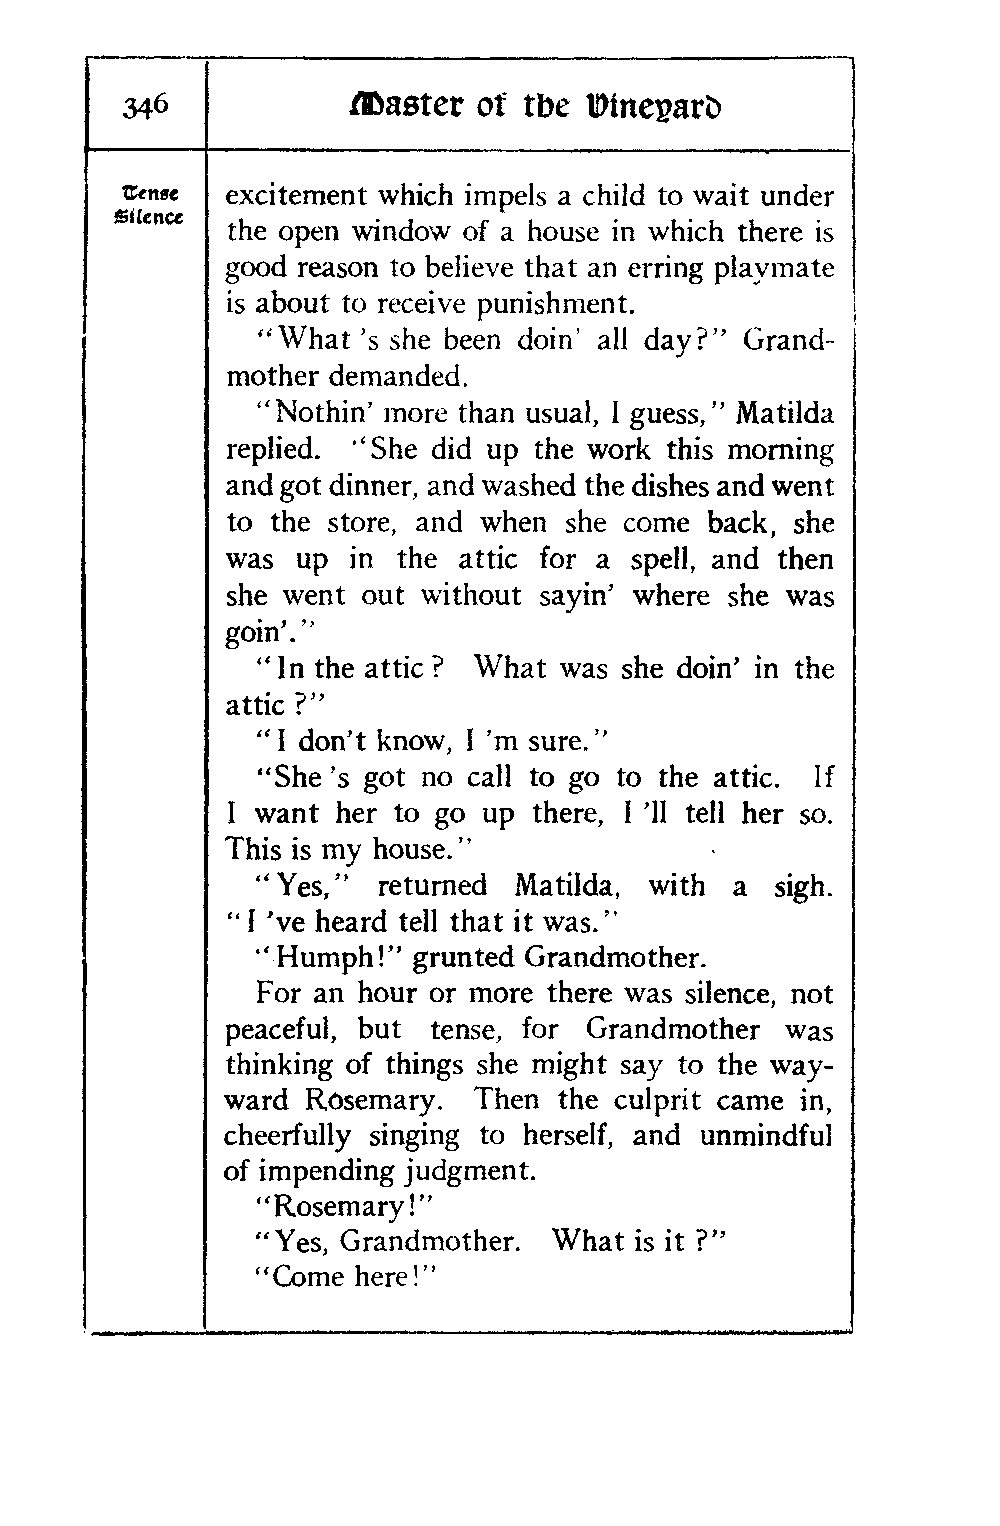 346
Master of the Vineyard
Tense
Silence
excitement which impels a child to wait under
the open window of a house in which there is
good reason to believe that an erring playmate
is about to receive punishment.
"What 's she been doin' all day?" Grand-
mother demanded.
"Nothin' more than usual, I guess," Matilda
replied. "She did up the work this morning
and got dinner, and washed the dishes and went
to the store, and when she come back, she
was up in the attic for a spell, and then
she went out without sayin' where she was
goin'."
"In the attic? What was she doin' in the
attic?"
"I don't know, I 'm sure."
"She 's got no call to go to the attic. If
I want her to go up there, I 'll tell her so.
This is my house."
"Yes," returned Matilda, with a sigh.
"I 've heard tell that it was."
"Humph!" grunted Grandmother.
For an hour or more there was silence, not
peaceful, but tense, for Grandmother was
thinking of things she might say to the way-
ward Rosemary. Then the culprit came in,
cheerfully singing to herself, and unmindful
of impending judgment.
"Rosemary!"
"Yes, Grandmother. What is it?"
"Come here!"